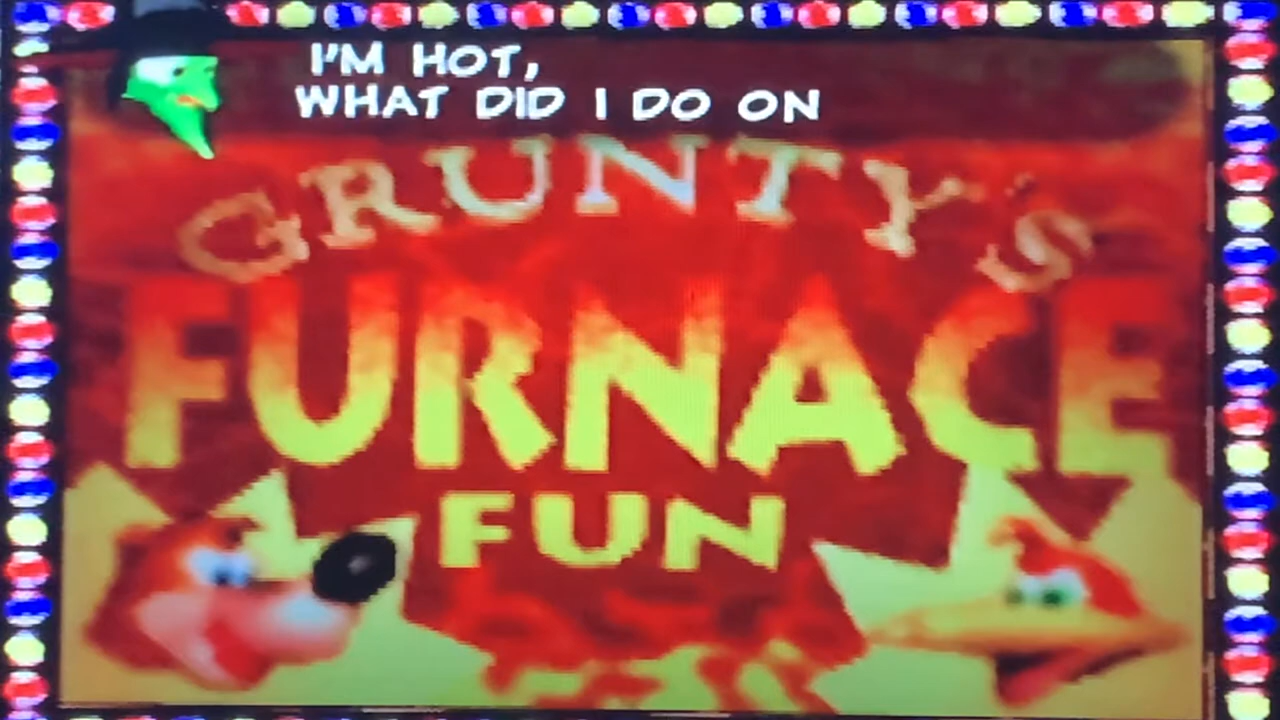 I'M HOT,
WHAT DID I DO ON
GRUNTY'S
FURNACE
FUN